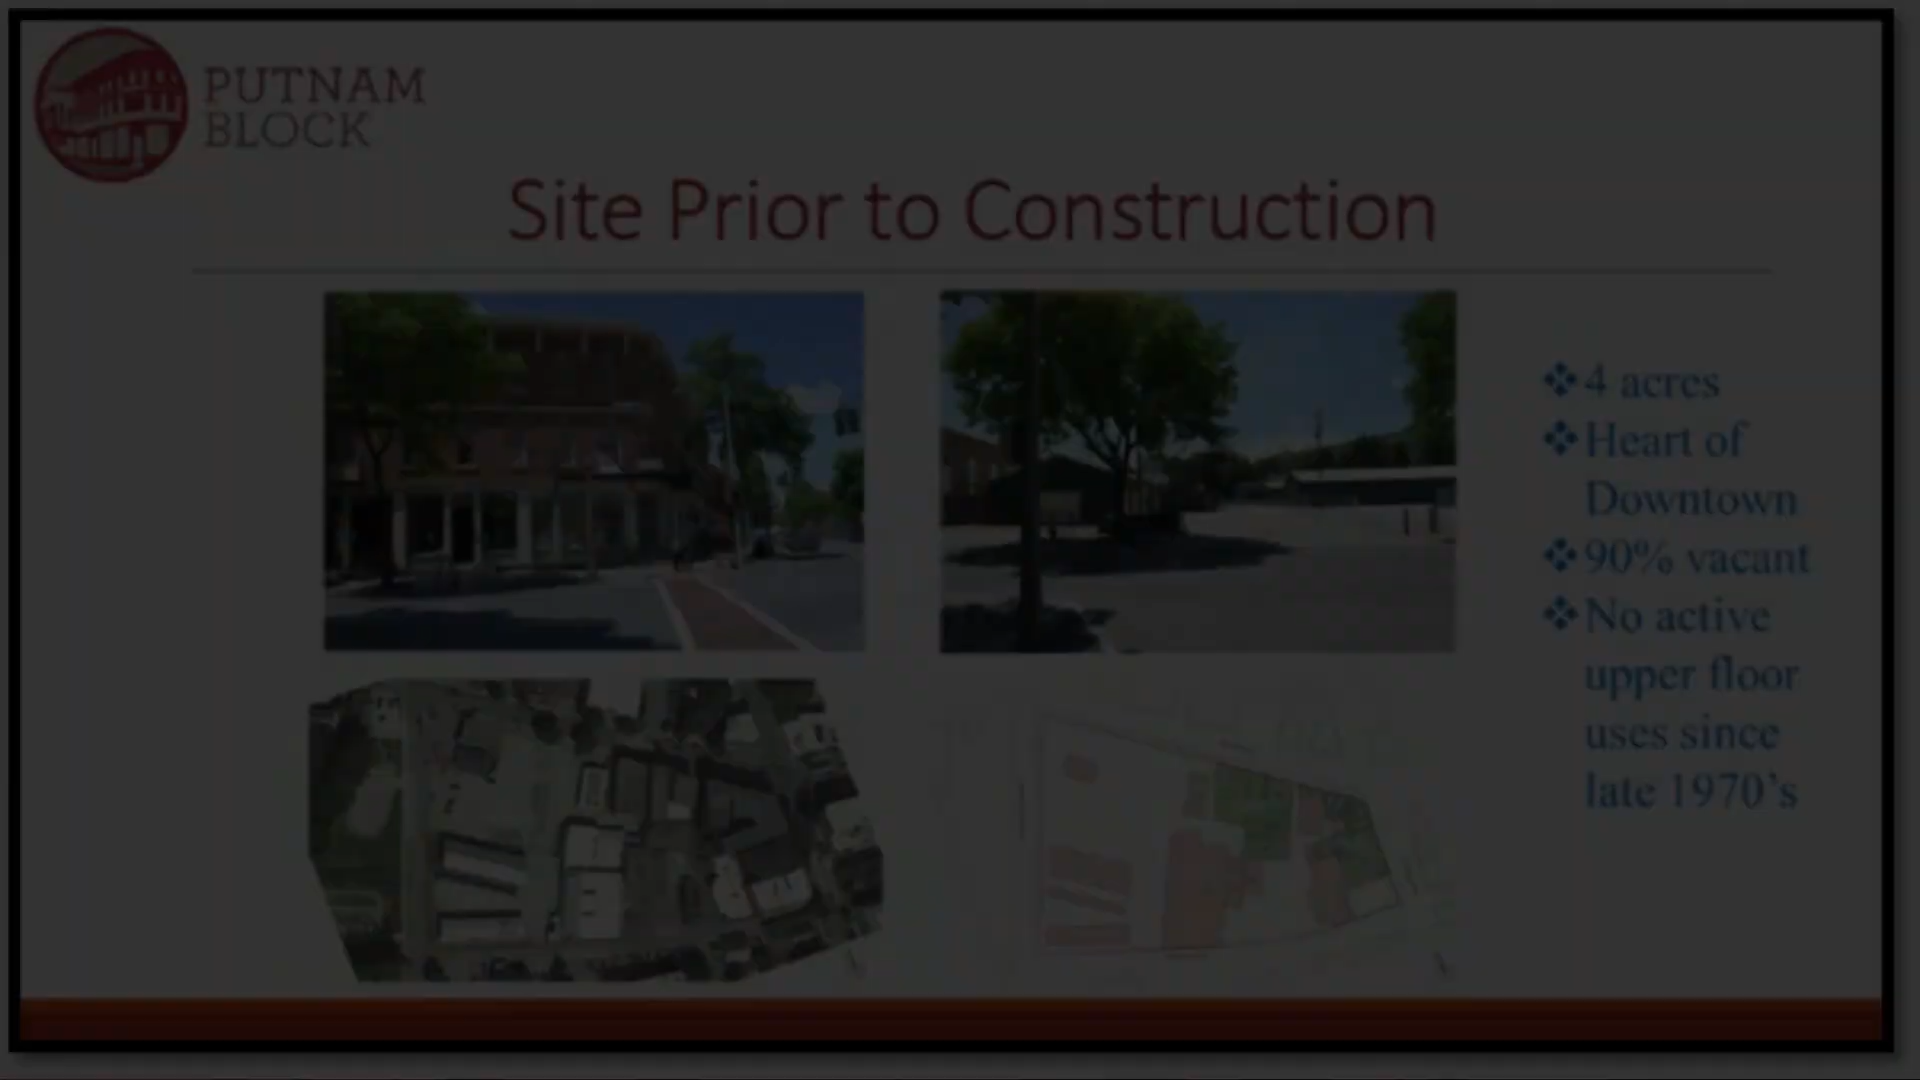 PUTNAM
BLOCK
Site Prior to Construction
❖4 acres
❖Heart of
Downtown
❖90% vacant
❖No active
upper floor
uses since
late 1970’s